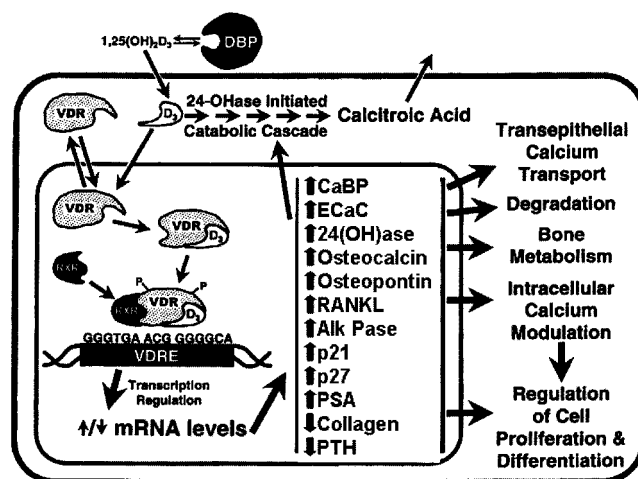 1,25(OH)₂D₃
DBP
VDR
D₃
24-OHase Initiated
Catabolic Cascade
Calcitroic Acid
VDR
VDR
D₃
RXR
P
P
VDR
RXR
D₃
GGGTGA ACG GGGGCA
VDRE
Transcription
Regulation
↑/↓ mRNA levels
↑CaBP
↑ECaC
↑24(OH)ase
↑Osteocalcin
↑Osteopontin
↑RANKL
↑Alk Pase
↑p21
↑p27
↑PSA
↓Collagen
↓PTH
Transepithelial
Calcium
Transport
Degradation
Bone
Metabolism
Intracellular
Calcium
Modulation
Regulation
of Cell
Proliferation &
Differentiation